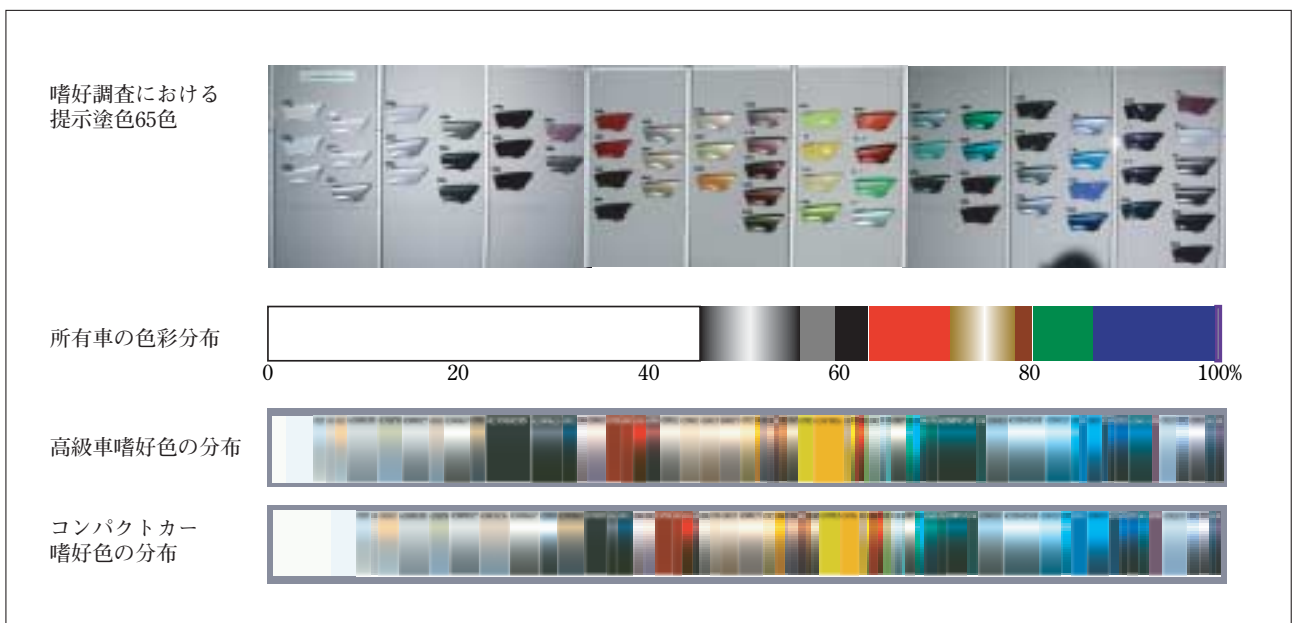 嗜好調査における
提示塗色65色
所有車の色彩分布
0 20 40 60 80 100%
高級車嗜好色の分布
コンパクトカー
嗜好色の分布